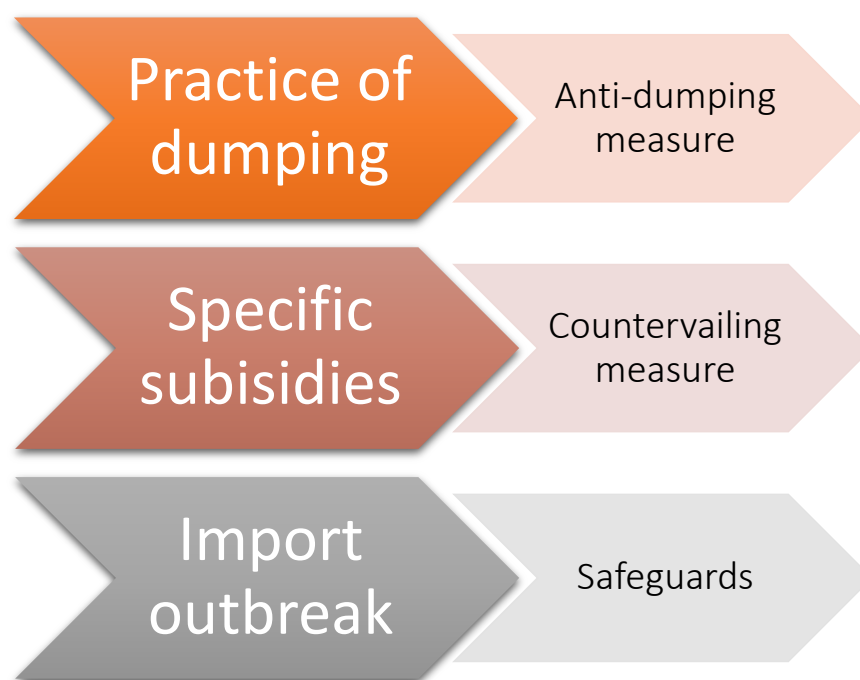 Practice of
dumping
Anti-dumping
measure
Specific
subisidies
Countervailing
measure
Import
outbreak
Safeguards